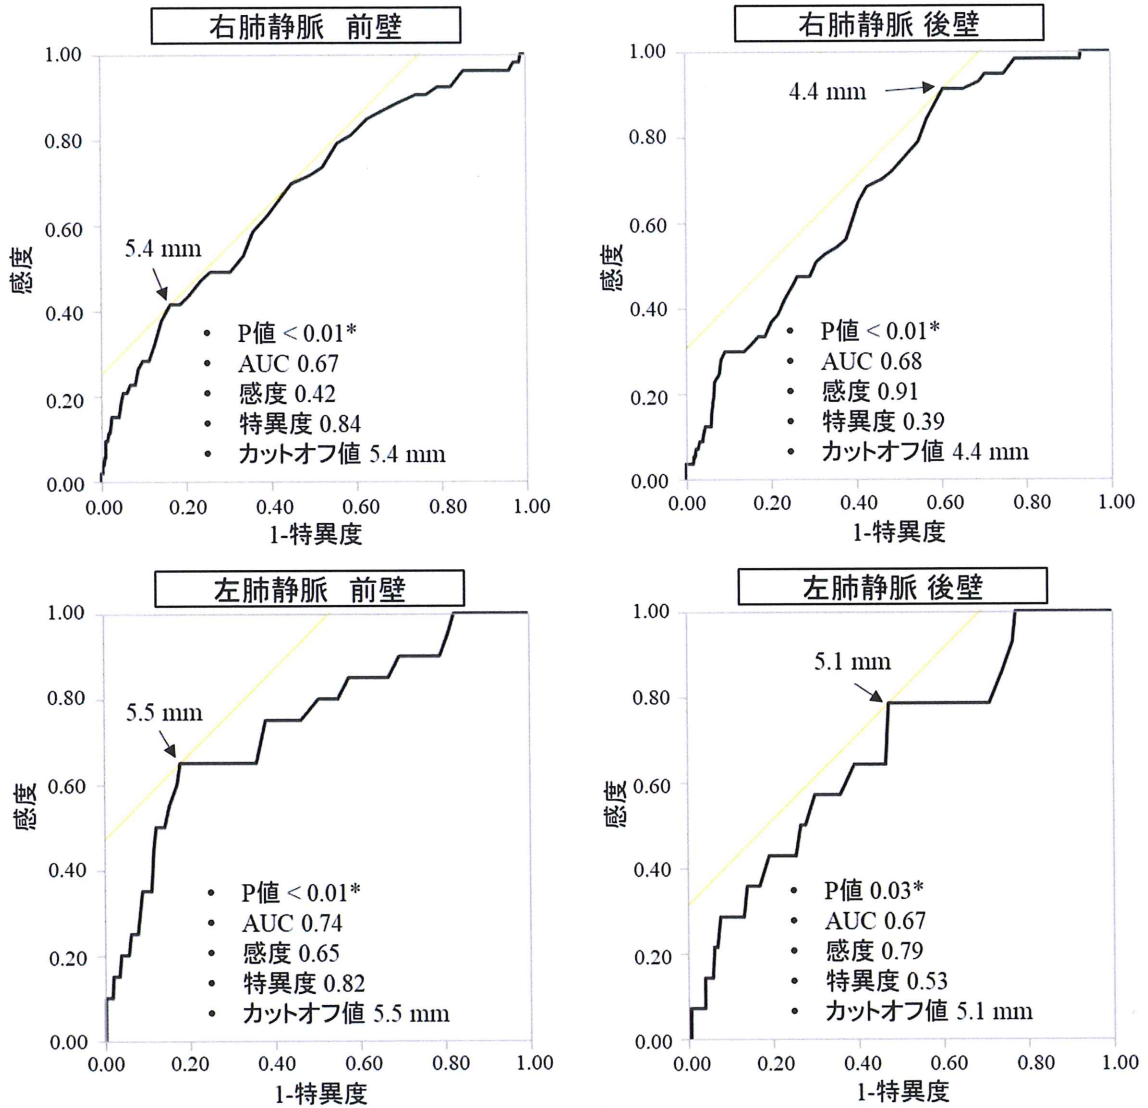 右肺静脈 前壁
1.00
0.80
0.60
0.40
0.20
0.00
感度
5.4 mm
• P値 < 0.01*
• AUC 0.67
• 感度 0.42
• 特異度 0.84
• カットオフ値 5.4 mm
0.00 0.20 0.40 0.60 0.80 1.00
1-特異度
右肺静脈 後壁
1.00
0.80
0.60
0.40
0.20
0.00
感度
4.4 mm
• P値 < 0.01*
• AUC 0.68
• 感度 0.91
• 特異度 0.39
• カットオフ値 4.4 mm
0.00 0.20 0.40 0.60 0.80 1.00
1-特異度
左肺静脈 前壁
1.00
0.80
0.60
0.40
0.20
0.00
感度
5.5 mm
• P値 < 0.01*
• AUC 0.74
• 感度 0.65
• 特異度 0.82
• カットオフ値 5.5 mm
0.00 0.20 0.40 0.60 0.80 1.00
1-特異度
左肺静脈 後壁
1.00
0.80
0.60
0.40
0.20
0.00
感度
5.1 mm
• P値 0.03*
• AUC 0.67
• 感度 0.79
• 特異度 0.53
• カットオフ値 5.1 mm
0.00 0.20 0.40 0.60 0.80 1.00
1-特異度